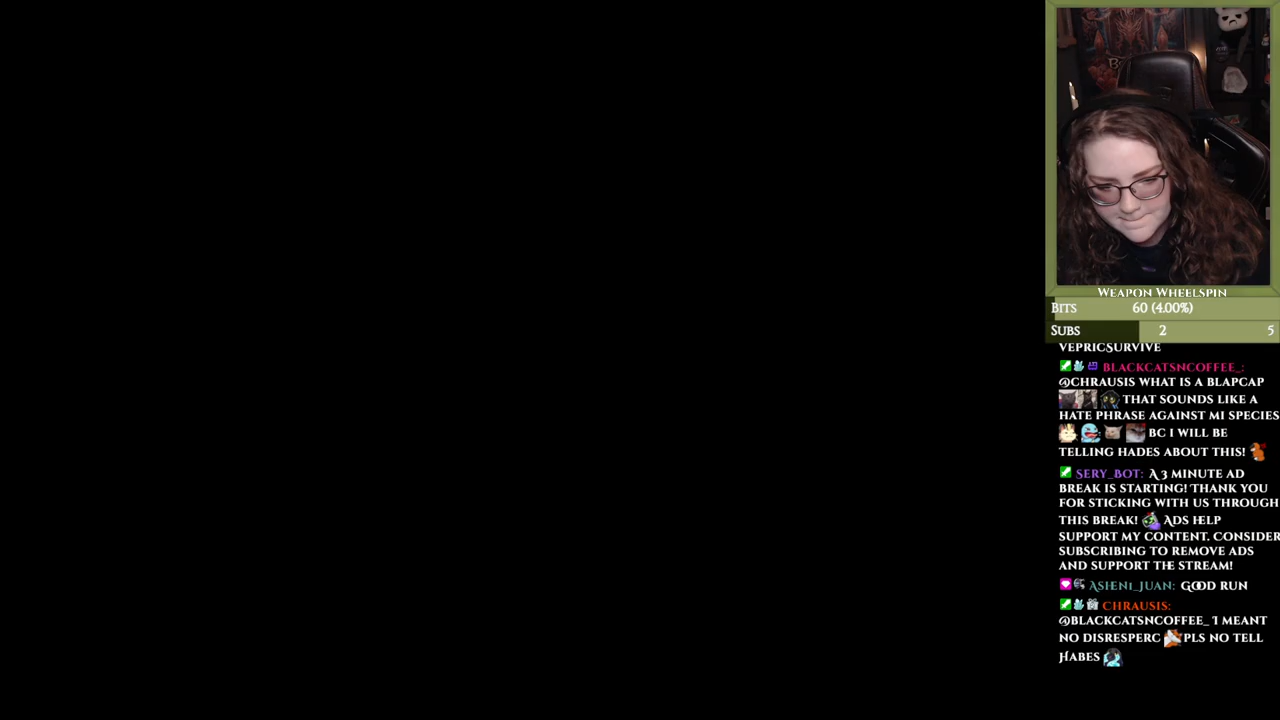 Weapon Wheelspin
Bits 60 (4.00%)
Subs 2 5
vepricSurvive
blackcatsncoffee_:
@Chrausis what is a blapcap
that sounds like a
hate phrase against mi species
bc i will be
telling hades about this!
Sery_Bot: A 3 minute ad
break is starting! Thank you
for sticking with us through
this break! Ads help
support my content. Consider
subscribing to remove ads
and support the stream!
Ashen1_Juan: Good run
Chrausis:
@blackcatsncoffee_ I meant
no disresperc pls no tell
Habes